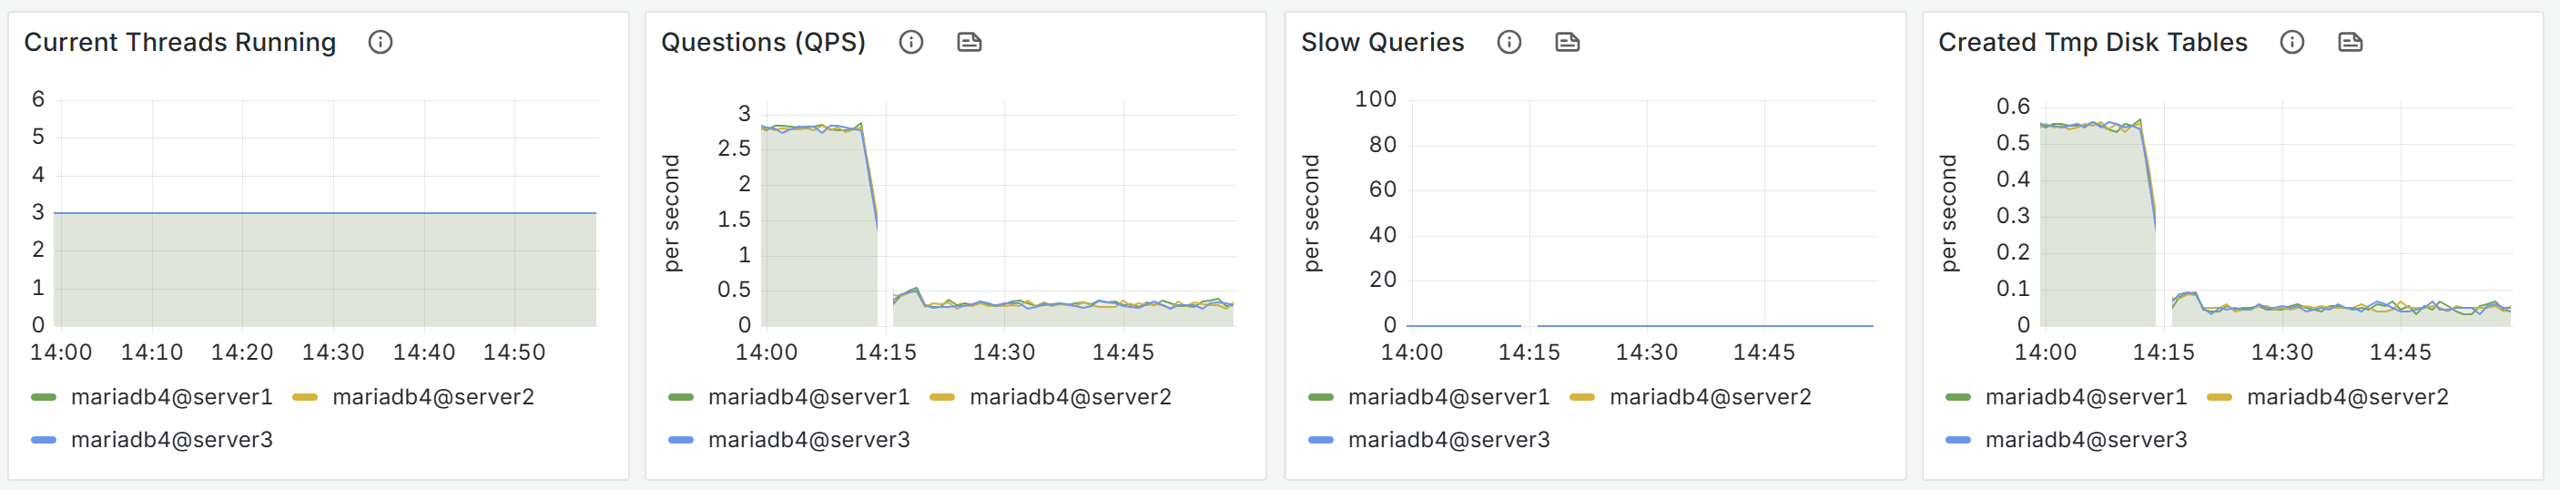 Current Threads Running
6
5
4
3
2
1
0
14:00 14:10 14:20 14:30 14:40 14:50
mariadb4@server1 mariadb4@server2
mariadb4@server3
Questions (QPS)
per second
3
2.5
2
1.5
1
0.5
0
14:00 14:15 14:30 14:45
mariadb4@server1 mariadb4@server2
mariadb4@server3
Slow Queries
per second
100
80
60
40
20
0
14:00 14:15 14:30 14:45
mariadb4@server1 mariadb4@server2
mariadb4@server3
Created Tmp Disk Tables
per second
0.6
0.5
0.4
0.3
0.2
0.1
0
14:00 14:15 14:30 14:45
mariadb4@server1 mariadb4@server2
mariadb4@server3